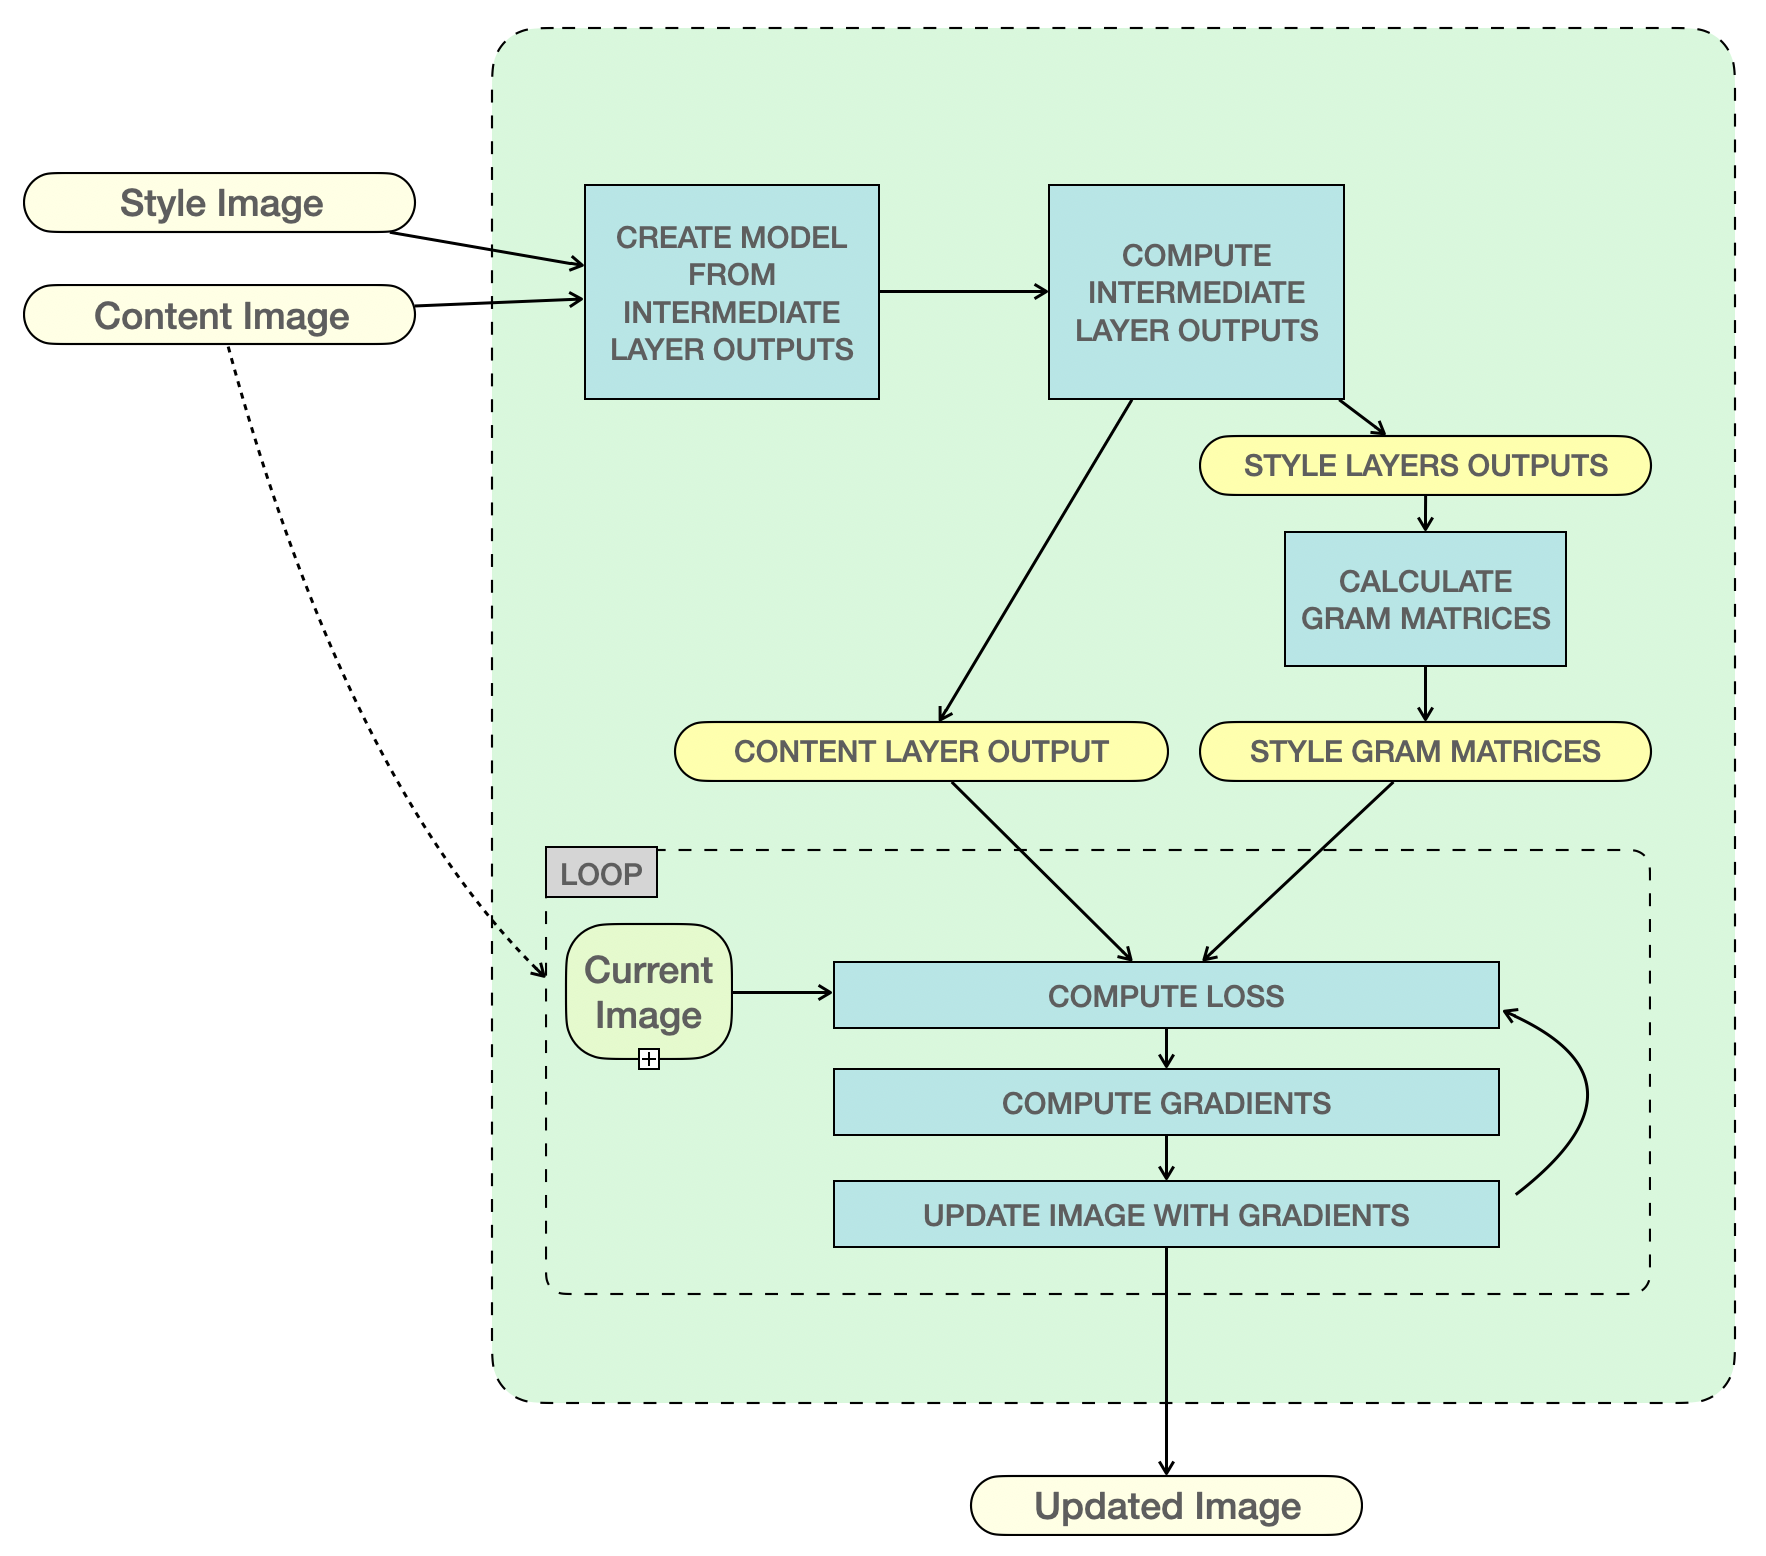 Style Image
Content Image
CREATE MODEL
FROM
INTERMEDIATE
LAYER OUTPUTS
COMPUTE
INTERMEDIATE
LAYER OUTPUTS
STYLE LAYERS OUTPUTS
CALCULATE
GRAM MATRICES
CONTENT LAYER OUTPUT
STYLE GRAM MATRICES
LOOP
Current
Image
COMPUTE LOSS
COMPUTE GRADIENTS
UPDATE IMAGE WITH GRADIENTS
Updated Image